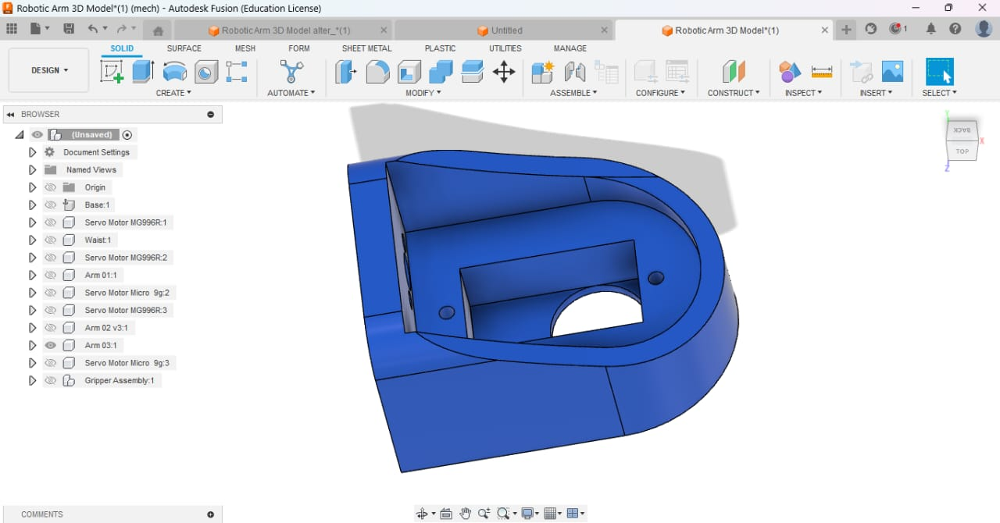 Robotic Arm 3D Model*(1) (mech) - Autodesk Fusion (Education License)
Robotic Arm 3D Model alter_*(1)
Untitled
Robotic Arm 3D Model*(1)
1
SOLID SURFACE MESH FORM SHEET METAL PLASTIC UTILITIES MANAGE
DESIGN
CREATE AUTOMATE MODIFY ASSEMBLE CONFIGURE CONSTRUCT INSPECT INSERT SELECT
BROWSER
(Unsaved)
Document Settings
Named Views
Origin
Base:1
Servo Motor MG996R:1
Waist:1
Servo Motor MG996R:2
Arm 01:1
Servo Motor Micro 9g:2
Servo Motor MG996R:3
Arm 02 v3:1
Arm 03:1
Servo Motor Micro 9g:3
Gripper Assembly:1
Y
BACK
X
TOP
Z
COMMENTS